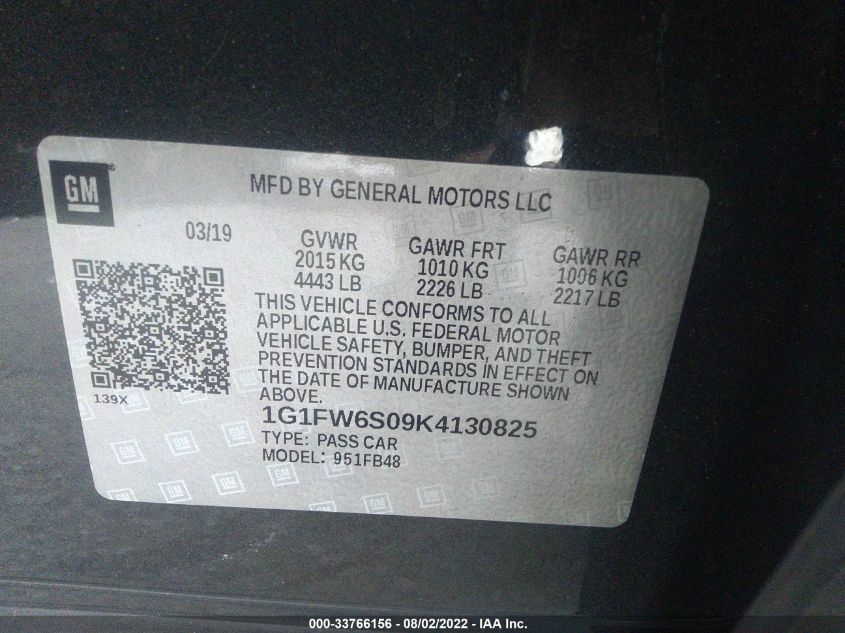 GM
MFD BY GENERAL MOTORS LLC
03/19
GVWR
2015 KG
4443 LB
GAWR FRT
1010 KG
2226 LB
GAWR RR
1006 KG
2217 LB
THIS VEHICLE CONFORMS TO ALL
APPLICABLE U.S. FEDERAL MOTOR
VEHICLE SAFETY, BUMPER, AND THEFT
PREVENTION STANDARDS IN EFFECT ON
THE DATE OF MANUFACTURE SHOWN
ABOVE.
139X
1G1FW6S09K4130825
TYPE: PASS CAR
MODEL: 951FB48
000-33766156 - 08/02/2022 - IAA Inc.